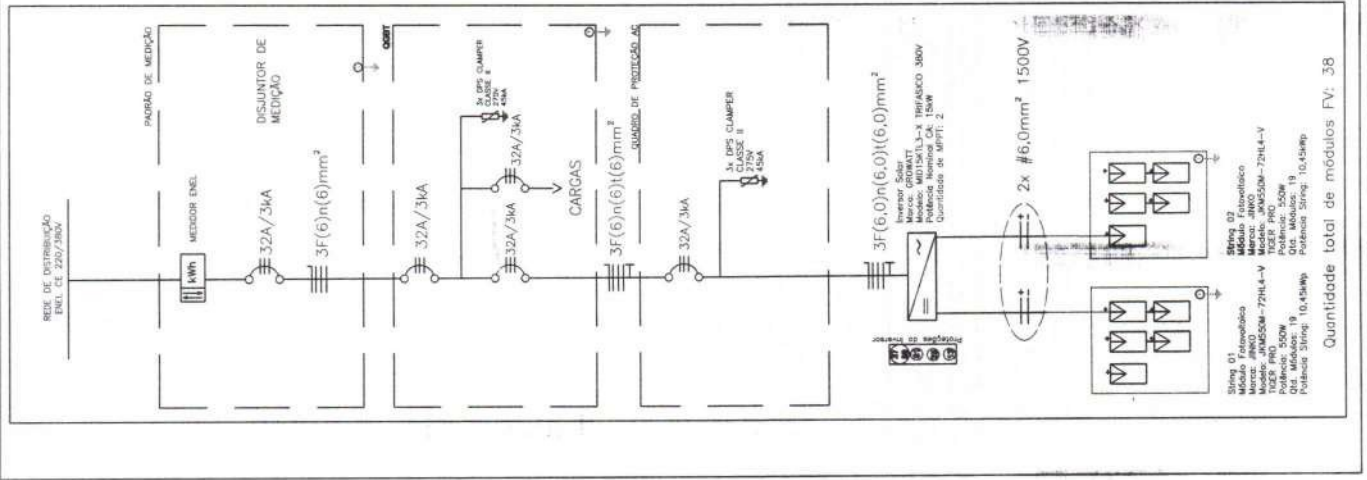 REDE DE DISTRIBUIÇÃO
ENEL CE 220/380V
PADRÃO DE MEDIÇÃO
MEDIDOR ENEL
kWh
DISJUNTOR DE
MEDIÇÃO
32A/3kA
3F(6)n(6)mm²
QGBT
32A/3kA
3x DPS CLAMPER
CLASSE II
275V
45kA
32A/3kA
32A/3kA
CARGAS
3F(6)n(6)t(6)mm²
QUADRO DE PROTEÇÃO AC
32A/3kA
3x DPS CLAMPER
CLASSE II
275V
45kA
3F(6,0)n(6,0)t(6,0)mm²
Inversor Solar
Marca: GROWATT
Modelo: MID15KTL3-X TRIFASICO 380V
Potência Nominal CA: 15kW
Quantidade de MPPT: 2
Proteções do Inversor
2x #6,0mm² 1500V
String 01
Módulo Fotovoltaico
Marca: JINKO
Modelo: JKM550M-72HL4-V
TIGER PRO
Potência: 550W
Qtd. Módulos: 19
Potência String: 10,45kWp
String 02
Módulo Fotovoltaico
Marca: JINKO
Modelo: JKM550M-72HL4-V
TIGER PRO
Potência: 550W
Qtd. Módulos: 19
Potência String: 10,45kWp
Quantidade total de módulos FV: 38